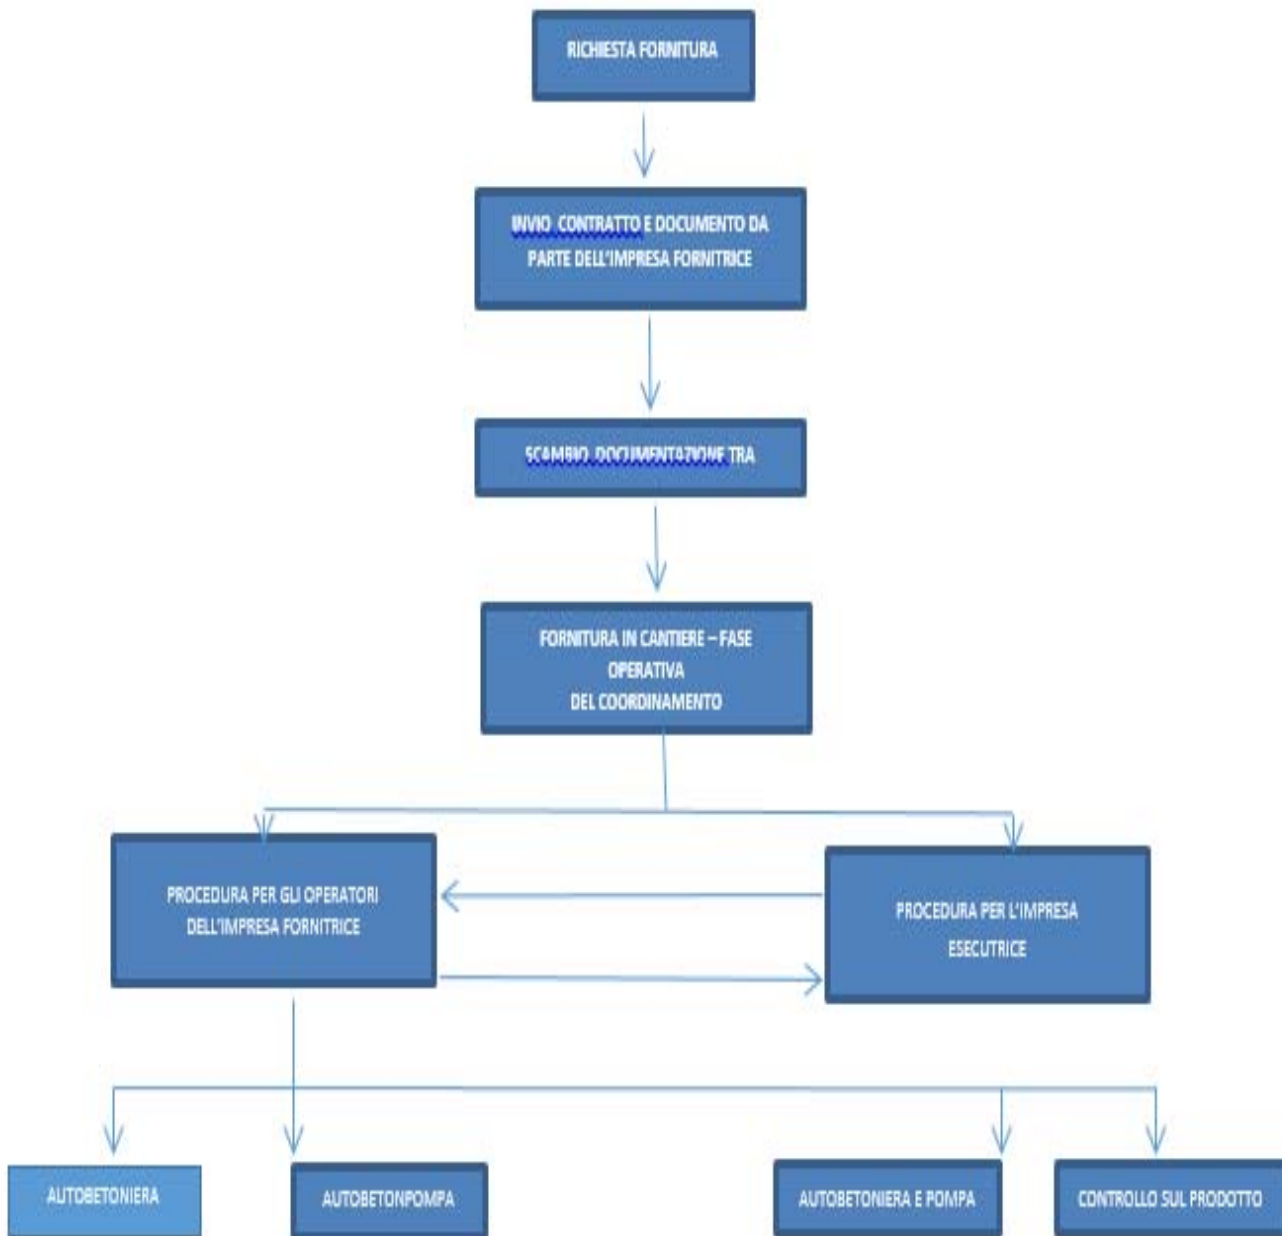 RICHIESTA FORNITURA
INVIO CONTRATTO E DOCUMENTO DA
PARTE DELL'IMPRESA FORNITRICE
SCAMBIO DOCUMENTAZIONE TRA
FORNITURA IN CANTIERE – FASE
OPERATIVA
DEL COORDINAMENTO
PROCEDURA PER GLI OPERATORI
DELL'IMPRESA FORNITRICE
PROCEDURA PER L'IMPRESA
ESECUTRICE
AUTOBETONIERA
AUTOBETONPOMPA
AUTOBETONIERA E POMPA
CONTROLLO SUL PRODOTTO